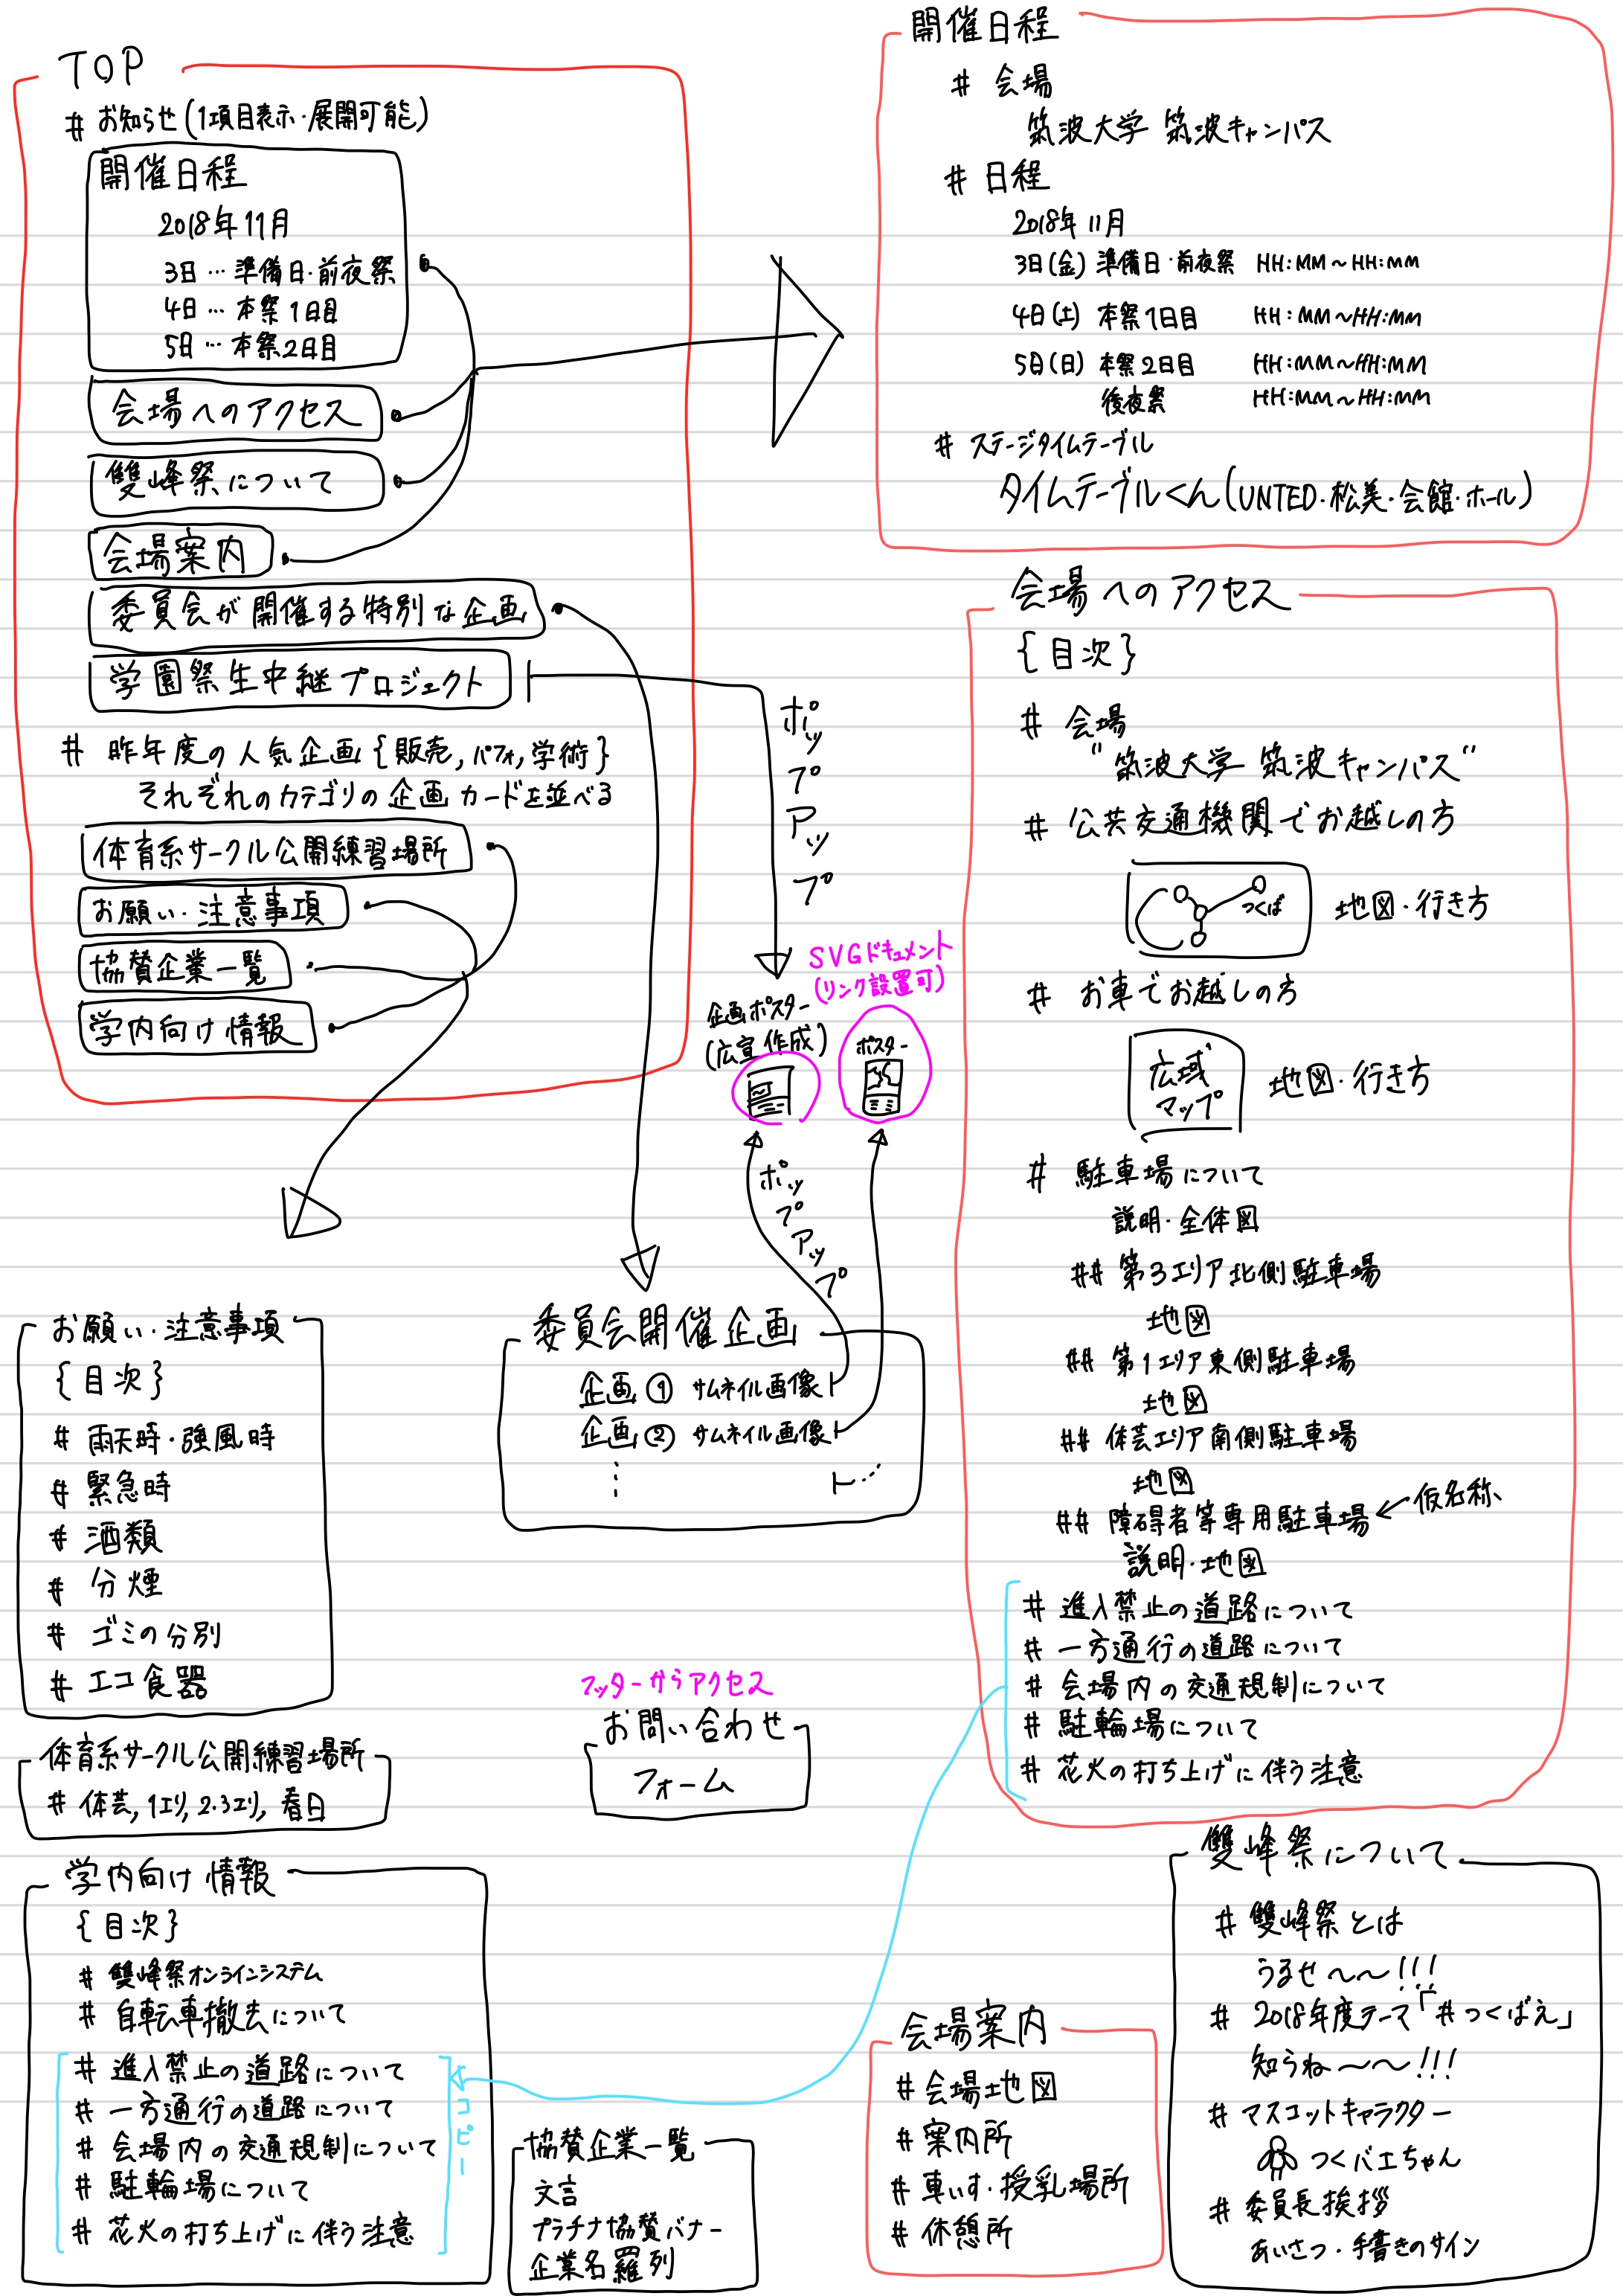 TOP
# お知らせ(1項目表示・展開可能)
開催日程
2018年11月
3日…準備日・前夜祭
4日…本祭1日目
5日…本祭2日目
会場へのアクセス
雙峰祭について
会場案内
委員会が開催する特別な企画
学園祭生中継プロジェクト
# 昨年度の人気企画{販売,パフォ,学術}
それぞれのカテゴリの企画カードを並べる
体育系サークル公開練習場所
お願い・注意事項
協賛企業一覧
学内向け情報
ポップアップ
企画ポスター
(広宣作成)
SVGドキュメント
(リンク設置可)
ポスター
ポップアップ
開催日程
# 会場
筑波大学 筑波キャンパス
# 日程
2018年11月
3日(金) 準備日・前夜祭 HH:MM~HH:MM
4日(土) 本祭1日目 HH:MM~HH:MM
5日(日) 本祭2日目 HH:MM~HH:MM
後夜祭 HH:MM~HH:MM
# ステージタイムテーブル
タイムテーブルくん(UNTED・松美・会館・ホール)
会場へのアクセス
{目次}
# 会場
"筑波大学 筑波キャンパス"
# 公共交通機関でお越しの方
つくば
地図・行き方
# お車でお越しの方
広域
マップ
地図・行き方
# 駐車場について
説明・全体図
## 第3エリア北側駐車場
地図
## 第1エリア東側駐車場
地図
## 体芸エリア南側駐車場
地図
## 障碍者等専用駐車場
仮名称
説明・地図
# 進入禁止の道路について
# 一方通行の道路について
# 会場内の交通規制について
# 駐輪場について
# 花火の打ち上げに伴う注意
お願い・注意事項
{目次}
# 雨天時・強風時
# 緊急時
# 酒類
# 分煙
# ゴミの分別
# エコ食器
委員会開催企画
企画① サムネイル画像
企画② サムネイル画像
体育系サークル公開練習場所
# 体芸,1エリ,2・3エリ,春日
フッターからアクセス
お問い合わせ
フォーム
学内向け情報
{目次}
# 雙峰祭オンラインシステム
# 自転車撤去について
# 進入禁止の道路について
# 一方通行の道路について
# 会場内の交通規制について
# 駐輪場について
# 花火の打ち上げに伴う注意
コピー
協賛企業一覧
文言
プラチナ協賛バナー
企業名羅列
会場案内
# 会場地図
# 案内所
# 車いす・授乳場所
# 休憩所
雙峰祭について
# 雙峰祭とは
うるせ〜〜!!!
# 2018年度テーマ「#つくばえ」
知らね〜〜!!!
# マスコットキャラクター
つくバエちゃん
# 委員長挨拶
あいさつ・手書きのサイン